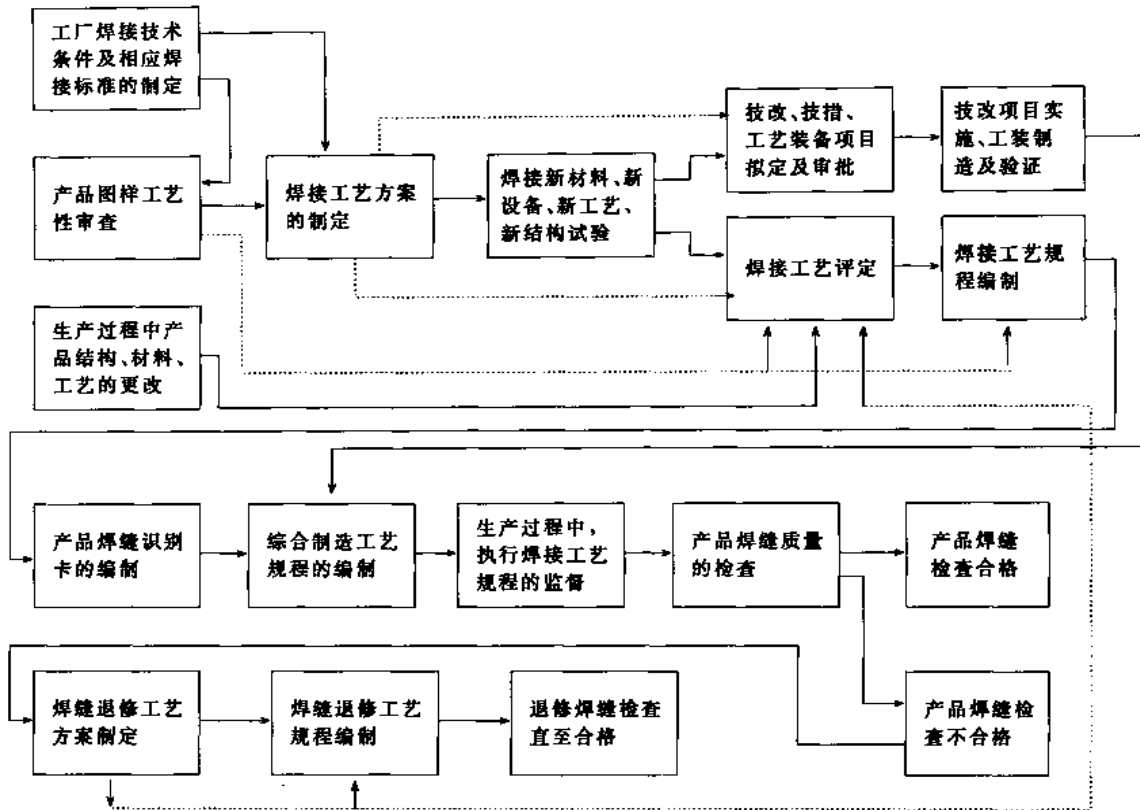 工厂焊接技术
条件及相应焊
接标准的制定
技改、技措、
工艺装备项目
拟定及审批
技改项目实
施、工装制
造及验证
产品图样工艺
性审查
焊接工艺方案
的制定
焊接新材料、新
设备、新工艺、
新结构试验
焊接工艺评定
焊接工艺规
程编制
生产过程中产
品结构、材料、
工艺的更改
产品焊缝识别
卡的编制
综合制造工艺
规程的编制
生产过程中,
执行焊接工艺
规程的监督
产品焊缝质量
的检查
产品焊缝
检查合格
焊缝退修工艺
方案制定
焊缝退修工艺
规程编制
退修焊缝检查
直至合格
产品焊缝检
查不合格